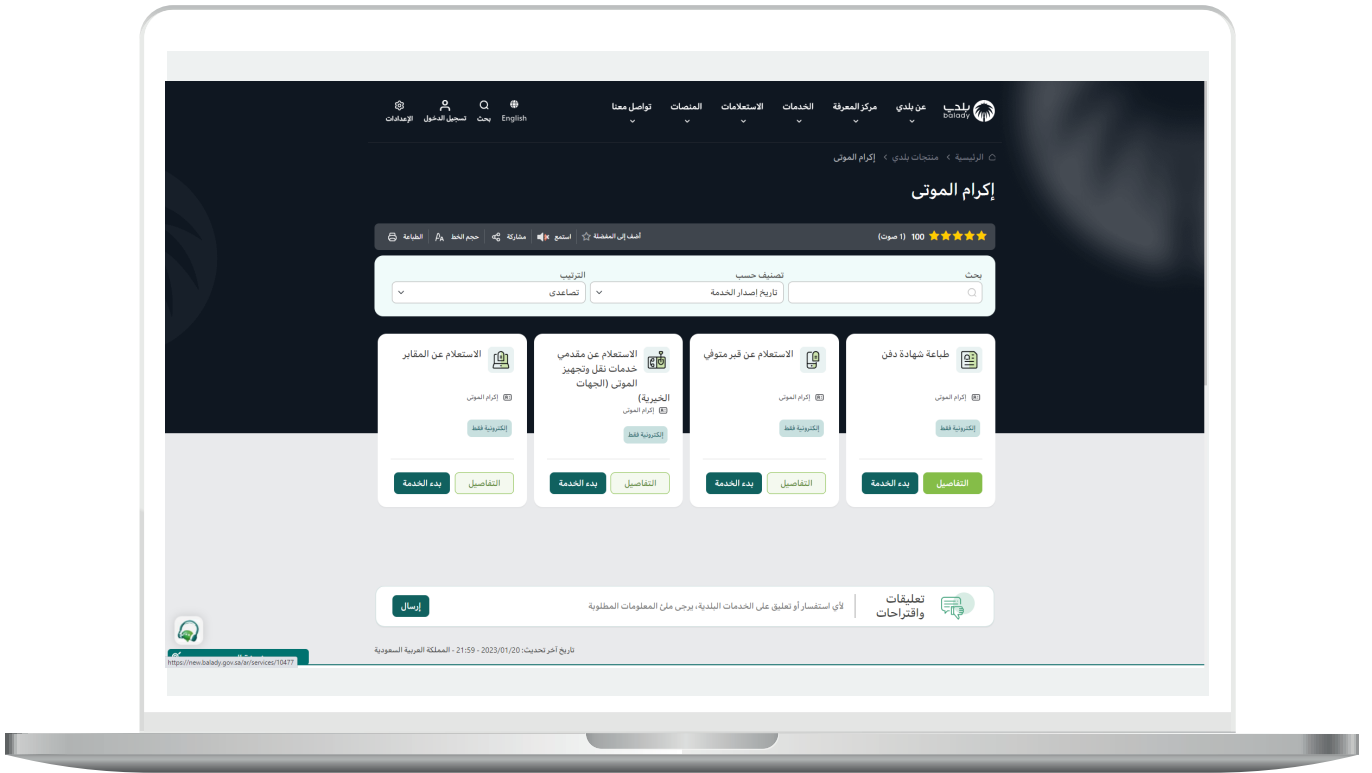 بلدي
balady
عن بلدي
مركز المعرفة
الخدمات
الاستعلامات
المنصات
تواصل معنا
English
بحث
تسجيل الدخول
الإعدادات
الرئيسية > منتجات بلدي > إكرام الموتى
إكرام الموتى
100 (1 صوت)
أضف إلى المفضلة
استمع
مشاركة
حجم الخط
الطباعة
بحث
تصنيف حسب
تاريخ إصدار الخدمة
الترتيب
تصاعدي
طباعة شهادة دفن
إكرام الموتى
إلكترونية فقط
التفاصيل
بدء الخدمة
الاستعلام عن قبر متوفي
إكرام الموتى
إلكترونية فقط
التفاصيل
بدء الخدمة
الاستعلام عن مقدمي
خدمات نقل وتجهيز
الموتى (الجهات
الخيرية)
إكرام الموتى
إلكترونية فقط
التفاصيل
بدء الخدمة
الاستعلام عن المقابر
إكرام الموتى
إلكترونية فقط
التفاصيل
بدء الخدمة
تعليقات
واقتراحات
لأي استفسار أو تعليق على الخدمات البلدية، يرجى ملئ المعلومات المطلوبة
إرسال
تاريخ آخر تحديث: 2023/01/20 - 21:59 - المملكة العربية السعودية
https://new.balady.gov.sa/ar/services/10477